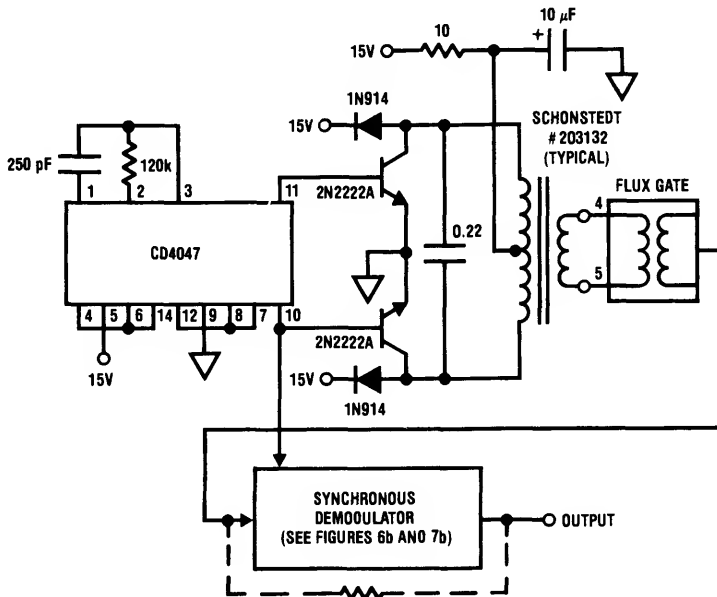 10 μF
10
+
15V
1N914
15V
SCHONSTEDT
# 203132
(TYPICAL)
250 pF
120k
1
2
3
11
2N2222A
FLUX GATE
4
5
0.22
CD4047
4
5
6
14
12
9
8
7
10
2N2222A
15V
15V
1N914
SYNCHRONOUS
DEMOOULATOR
(SEE FIGURES 6b ANO 7b)
OUTPUT